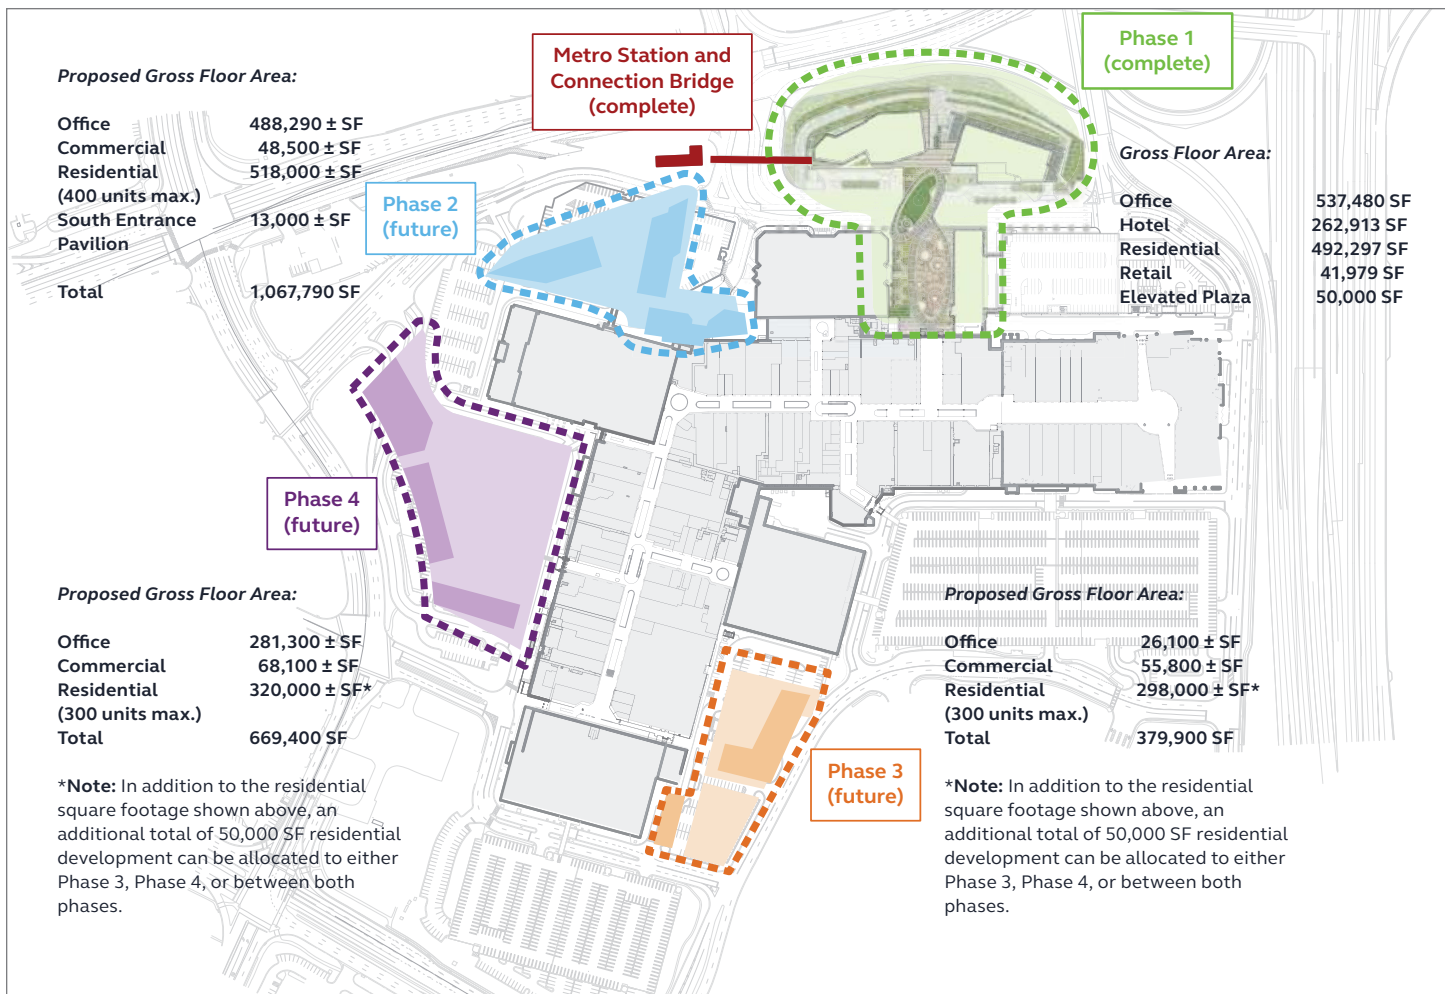 Metro Station and
Connection Bridge
(complete)
Phase 1
(complete)
Proposed Gross Floor Area:
Office 488,290 ± SF
Commercial 48,500 ± SF
Residential 518,000 ± SF
(400 units max.)
South Entrance 13,000 ± SF
Pavilion
Total 1,067,790 SF
Phase 2
(future)
Gross Floor Area:
Office 537,480 SF
Hotel 262,913 SF
Residential 492,297 SF
Retail 41,979 SF
Elevated Plaza 50,000 SF
Phase 4
(future)
Proposed Gross Floor Area:
Office 281,300 ± SF
Commercial 68,100 ± SF
Residential 320,000 ± SF*
(300 units max.)
Total 669,400 SF
*Note: In addition to the residential
square footage shown above, an
additional total of 50,000 SF residential
development can be allocated to either
Phase 3, Phase 4, or between both
phases.
Phase 3
(future)
Proposed Gross Floor Area:
Office 26,100 ± SF
Commercial 55,800 ± SF
Residential 298,000 ± SF*
(300 units max.)
Total 379,900 SF
*Note: In addition to the residential
square footage shown above, an
additional total of 50,000 SF residential
development can be allocated to either
Phase 3, Phase 4, or between both
phases.